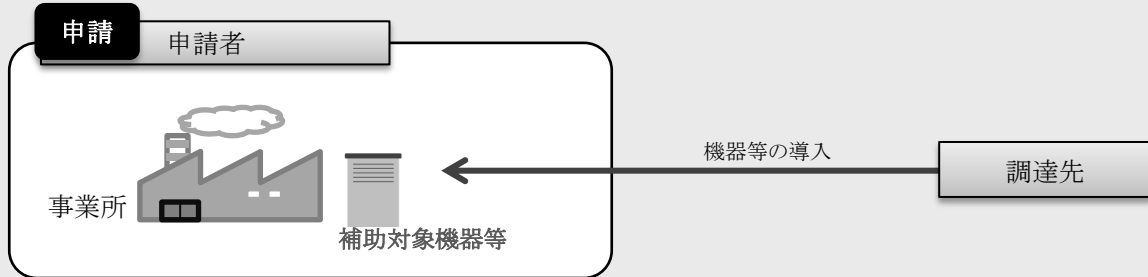 申請
申請者
機器等の導入
調達先
事業所
補助対象機器等